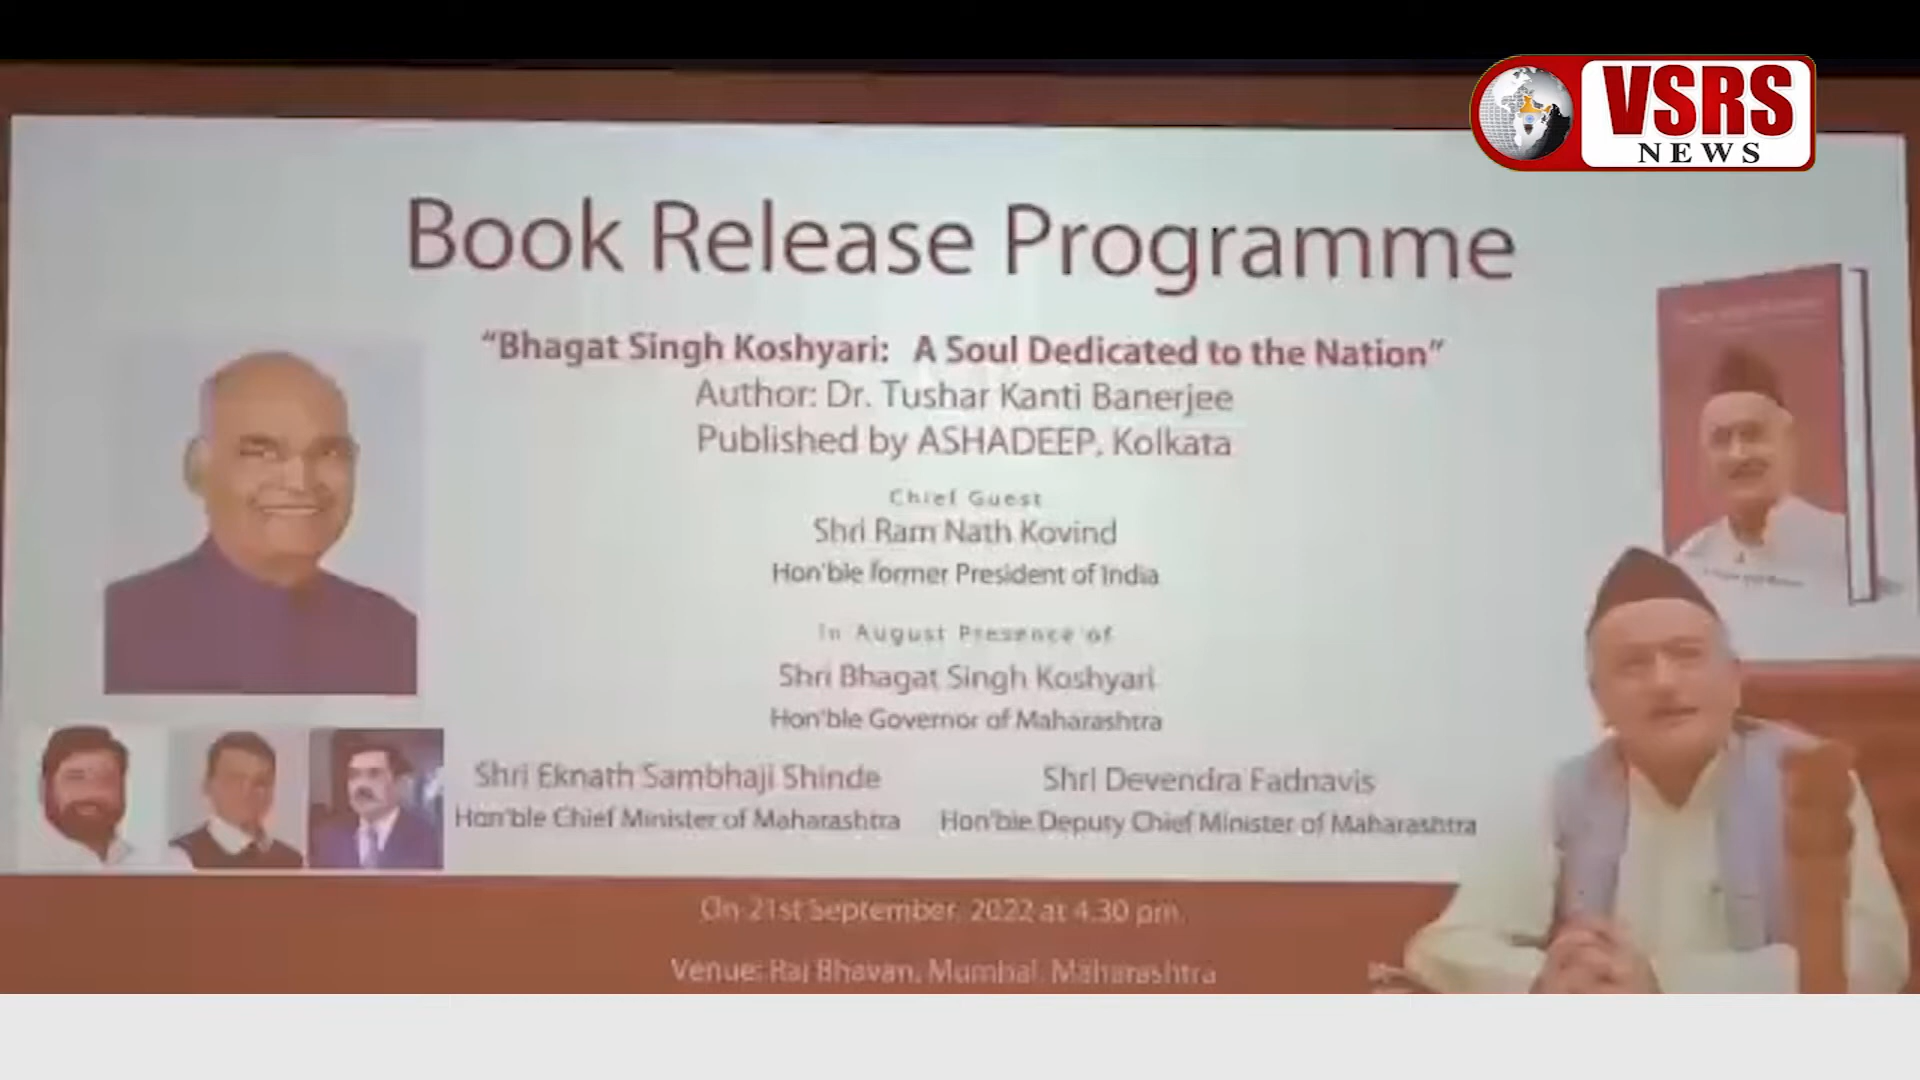 VSRS
NEWS
Book Release Programme
“Bhagat Singh Koshyari: A Soul Dedicated to the Nation”
Author: Dr. Tushar Kanti Banerjee
Published by ASHADEEP, Kolkata
Chief Guest
Shri Ram Nath Kovind
Hon'ble former President of India
In August Presence of
Shri Bhagat Singh Koshyari
Hon'ble Governor of Maharashtra
Shri Eknath Sambhaji Shinde
Hon'ble Chief Minister of Maharashtra
Shri Devendra Fadnavis
Hon'ble Deputy Chief Minister of Maharashtra
On 21st September, 2022 at 4.30 pm.
Venue: Raj Bhavan, Mumbai, Maharashtra